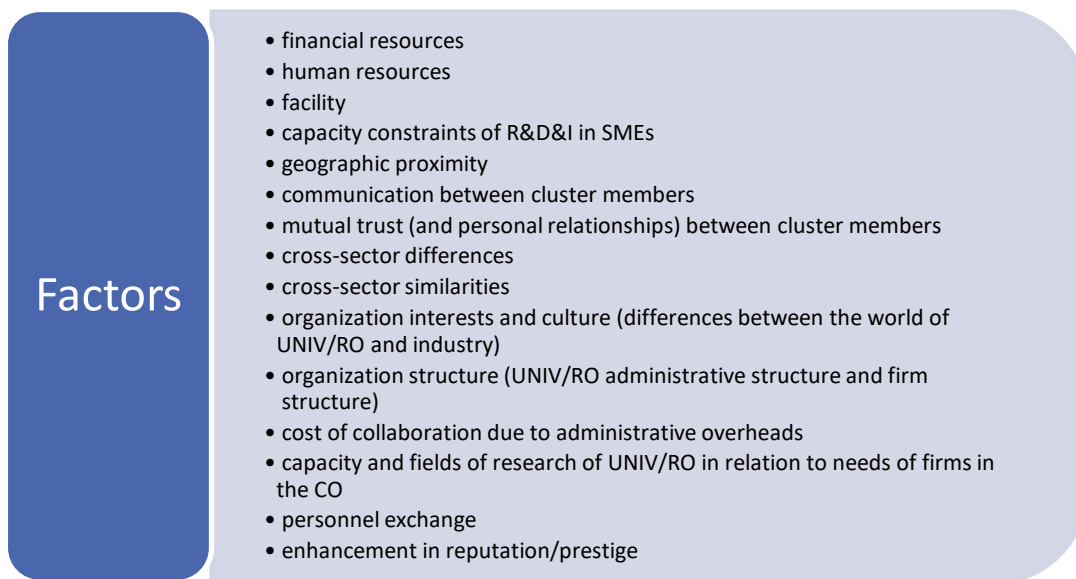 Factors
• financial resources
• human resources
• facility
• capacity constraints of R&D&I in SMEs
• geographic proximity
• communication between cluster members
• mutual trust (and personal relationships) between cluster members
• cross-sector differences
• cross-sector similarities
• organization interests and culture (differences between the world of
UNIV/RO and industry)
• organization structure (UNIV/RO administrative structure and firm
structure)
• cost of collaboration due to administrative overheads
• capacity and fields of research of UNIV/RO in relation to needs of firms in
the CO
• personnel exchange
• enhancement in reputation/prestige